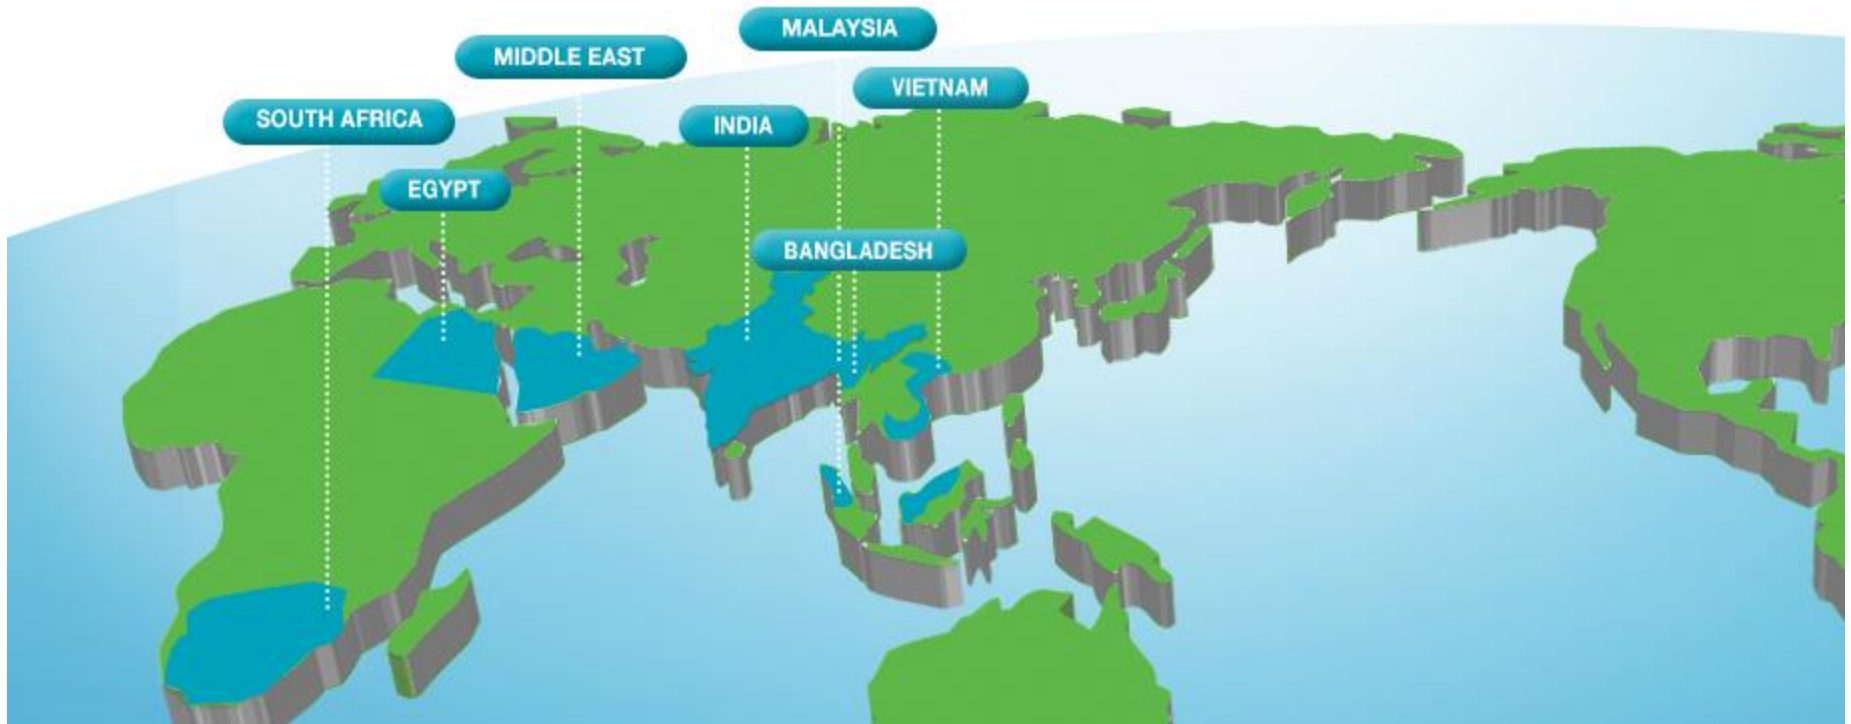 MALAYSIA
MIDDLE EAST
VIETNAM
SOUTH AFRICA
INDIA
EGYPT
BANGLADESH